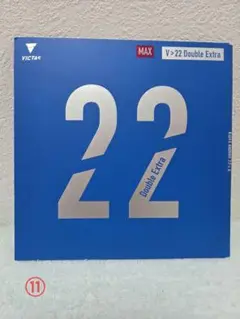 VICTAS
MAX
V>22 Double Extra
22
Double Extra
⑪